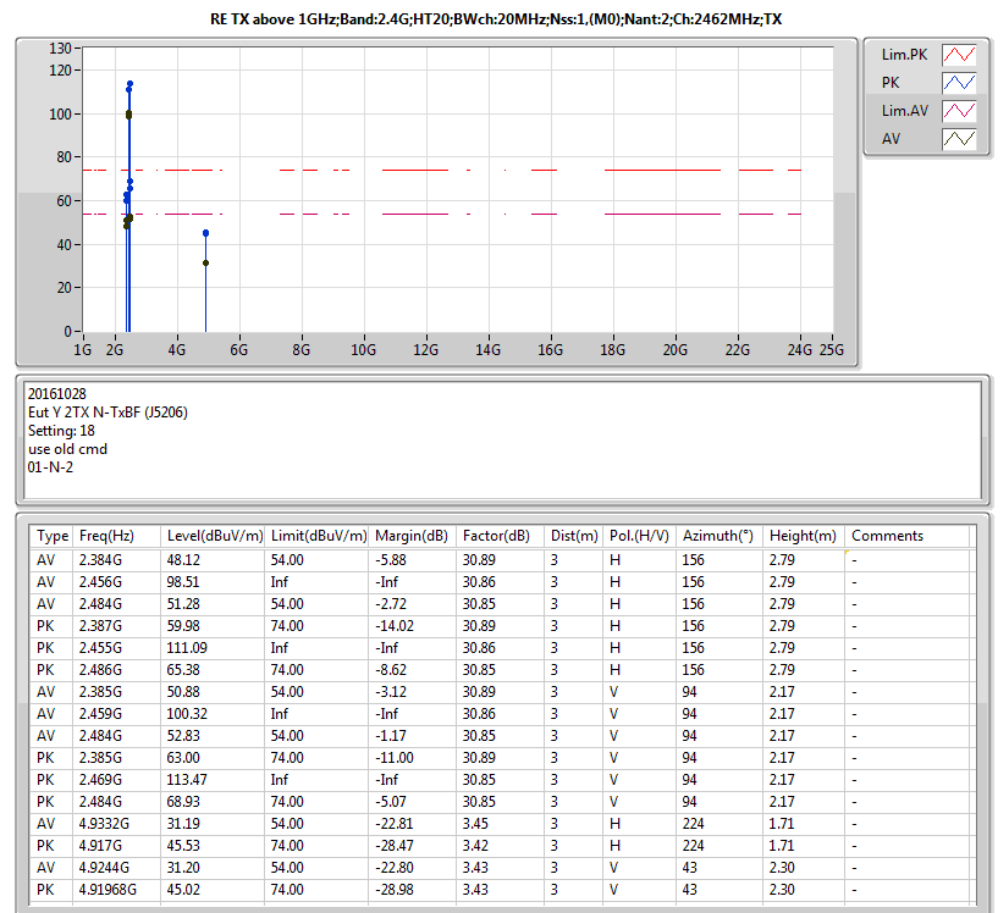 RE TX above 1GHz;Band:2.4G;HT20;BWch:20MHz;Nss:1,(M0);Nant:2;Ch:2462MHz;TX
130
120
100
80
60
40
20
0
1G 2G 4G 6G 8G 10G 12G 14G 16G 18G 20G 22G 24G 25G
Lim.PK
PK
Lim.AV
AV
20161028
Eut Y 2TX N-TxBF (J5206)
Setting: 18
use old cmd
01-N-2
Type Freq(Hz) Level(dBuV/m) Limit(dBuV/m) Margin(dB) Factor(dB) Dist(m) Pol.(H/V) Azimuth(°) Height(m) Comments
AV 2.384G 48.12 54.00 -5.88 30.89 3 H 156 2.79 -
AV 2.456G 98.51 Inf -Inf 30.86 3 H 156 2.79 -
AV 2.484G 51.28 54.00 -2.72 30.85 3 H 156 2.79 -
PK 2.387G 59.98 74.00 -14.02 30.89 3 H 156 2.79 -
PK 2.455G 111.09 Inf -Inf 30.86 3 H 156 2.79 -
PK 2.486G 65.38 74.00 -8.62 30.85 3 H 156 2.79 -
AV 2.385G 50.88 54.00 -3.12 30.89 3 V 94 2.17 -
AV 2.459G 100.32 Inf -Inf 30.86 3 V 94 2.17 -
AV 2.484G 52.83 54.00 -1.17 30.85 3 V 94 2.17 -
PK 2.385G 63.00 74.00 -11.00 30.89 3 V 94 2.17 -
PK 2.469G 113.47 Inf -Inf 30.85 3 V 94 2.17 -
PK 2.484G 68.93 74.00 -5.07 30.85 3 V 94 2.17 -
AV 4.9332G 31.19 54.00 -22.81 3.45 3 H 224 1.71 -
PK 4.917G 45.53 74.00 -28.47 3.42 3 H 224 1.71 -
AV 4.9244G 31.20 54.00 -22.80 3.43 3 V 43 2.30 -
PK 4.91968G 45.02 74.00 -28.98 3.43 3 V 43 2.30 -